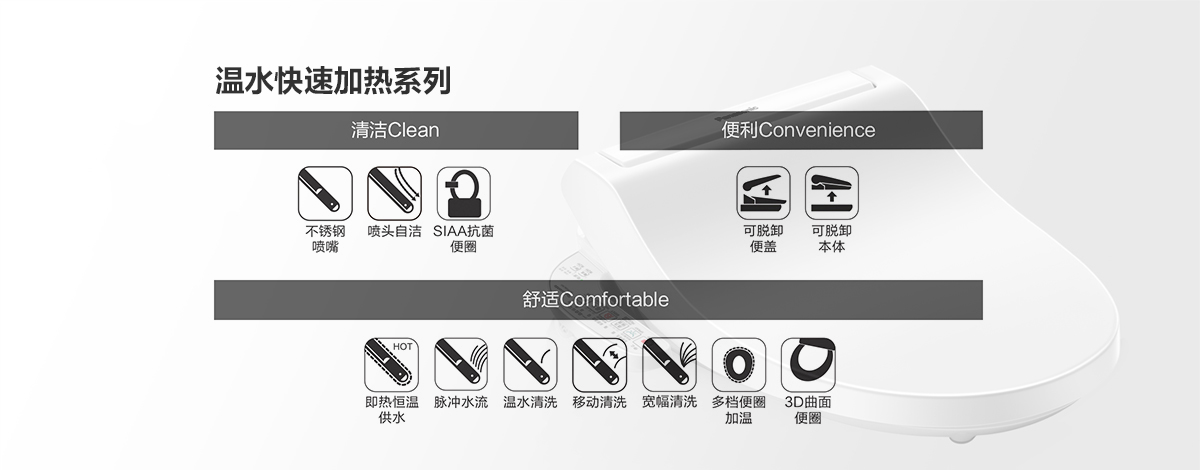 温水快速加热系列
清洁Clean
便利Convenience
不锈钢
喷嘴
喷头自洁
SIAA抗菌
便圈
可脱卸
便盖
可脱卸
本体
舒适Comfortable
HOT
即热恒温
供水
脉冲水流
温水清洗
移动清洗
宽幅清洗
多档便圈
加温
3D曲面
便圈